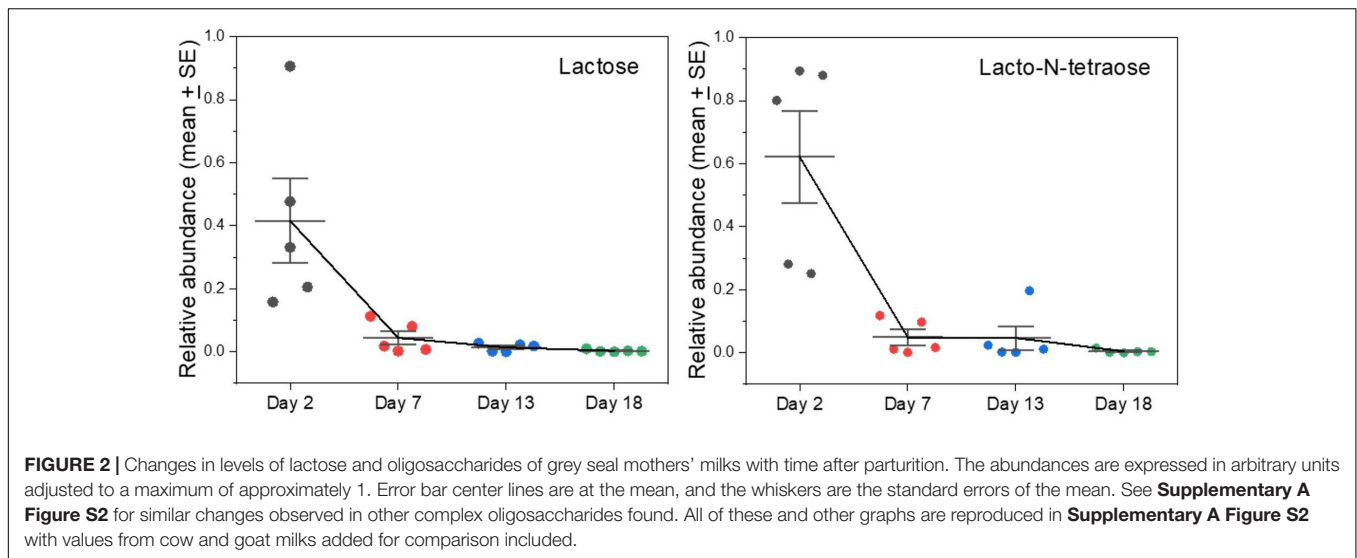 Relative abundance (mean ± SE)
1.0
0.8
0.6
0.4
0.2
0.0
Lactose
Day 2 Day 7 Day 13 Day 18
Relative abundance (mean ± SE)
1.0
0.8
0.6
0.4
0.2
0.0
Lacto-N-tetraose
Day 2 Day 7 Day 13 Day 18
FIGURE 2 | Changes in levels of lactose and oligosaccharides of grey seal mothers' milks with time after parturition. The abundances are expressed in arbitrary units
adjusted to a maximum of approximately 1. Error bar center lines are at the mean, and the whiskers are the standard errors of the mean. See Supplementary A
Figure S2 for similar changes observed in other complex oligosaccharides found. All of these and other graphs are reproduced in Supplementary A Figure S2
with values from cow and goat milks added for comparison included.